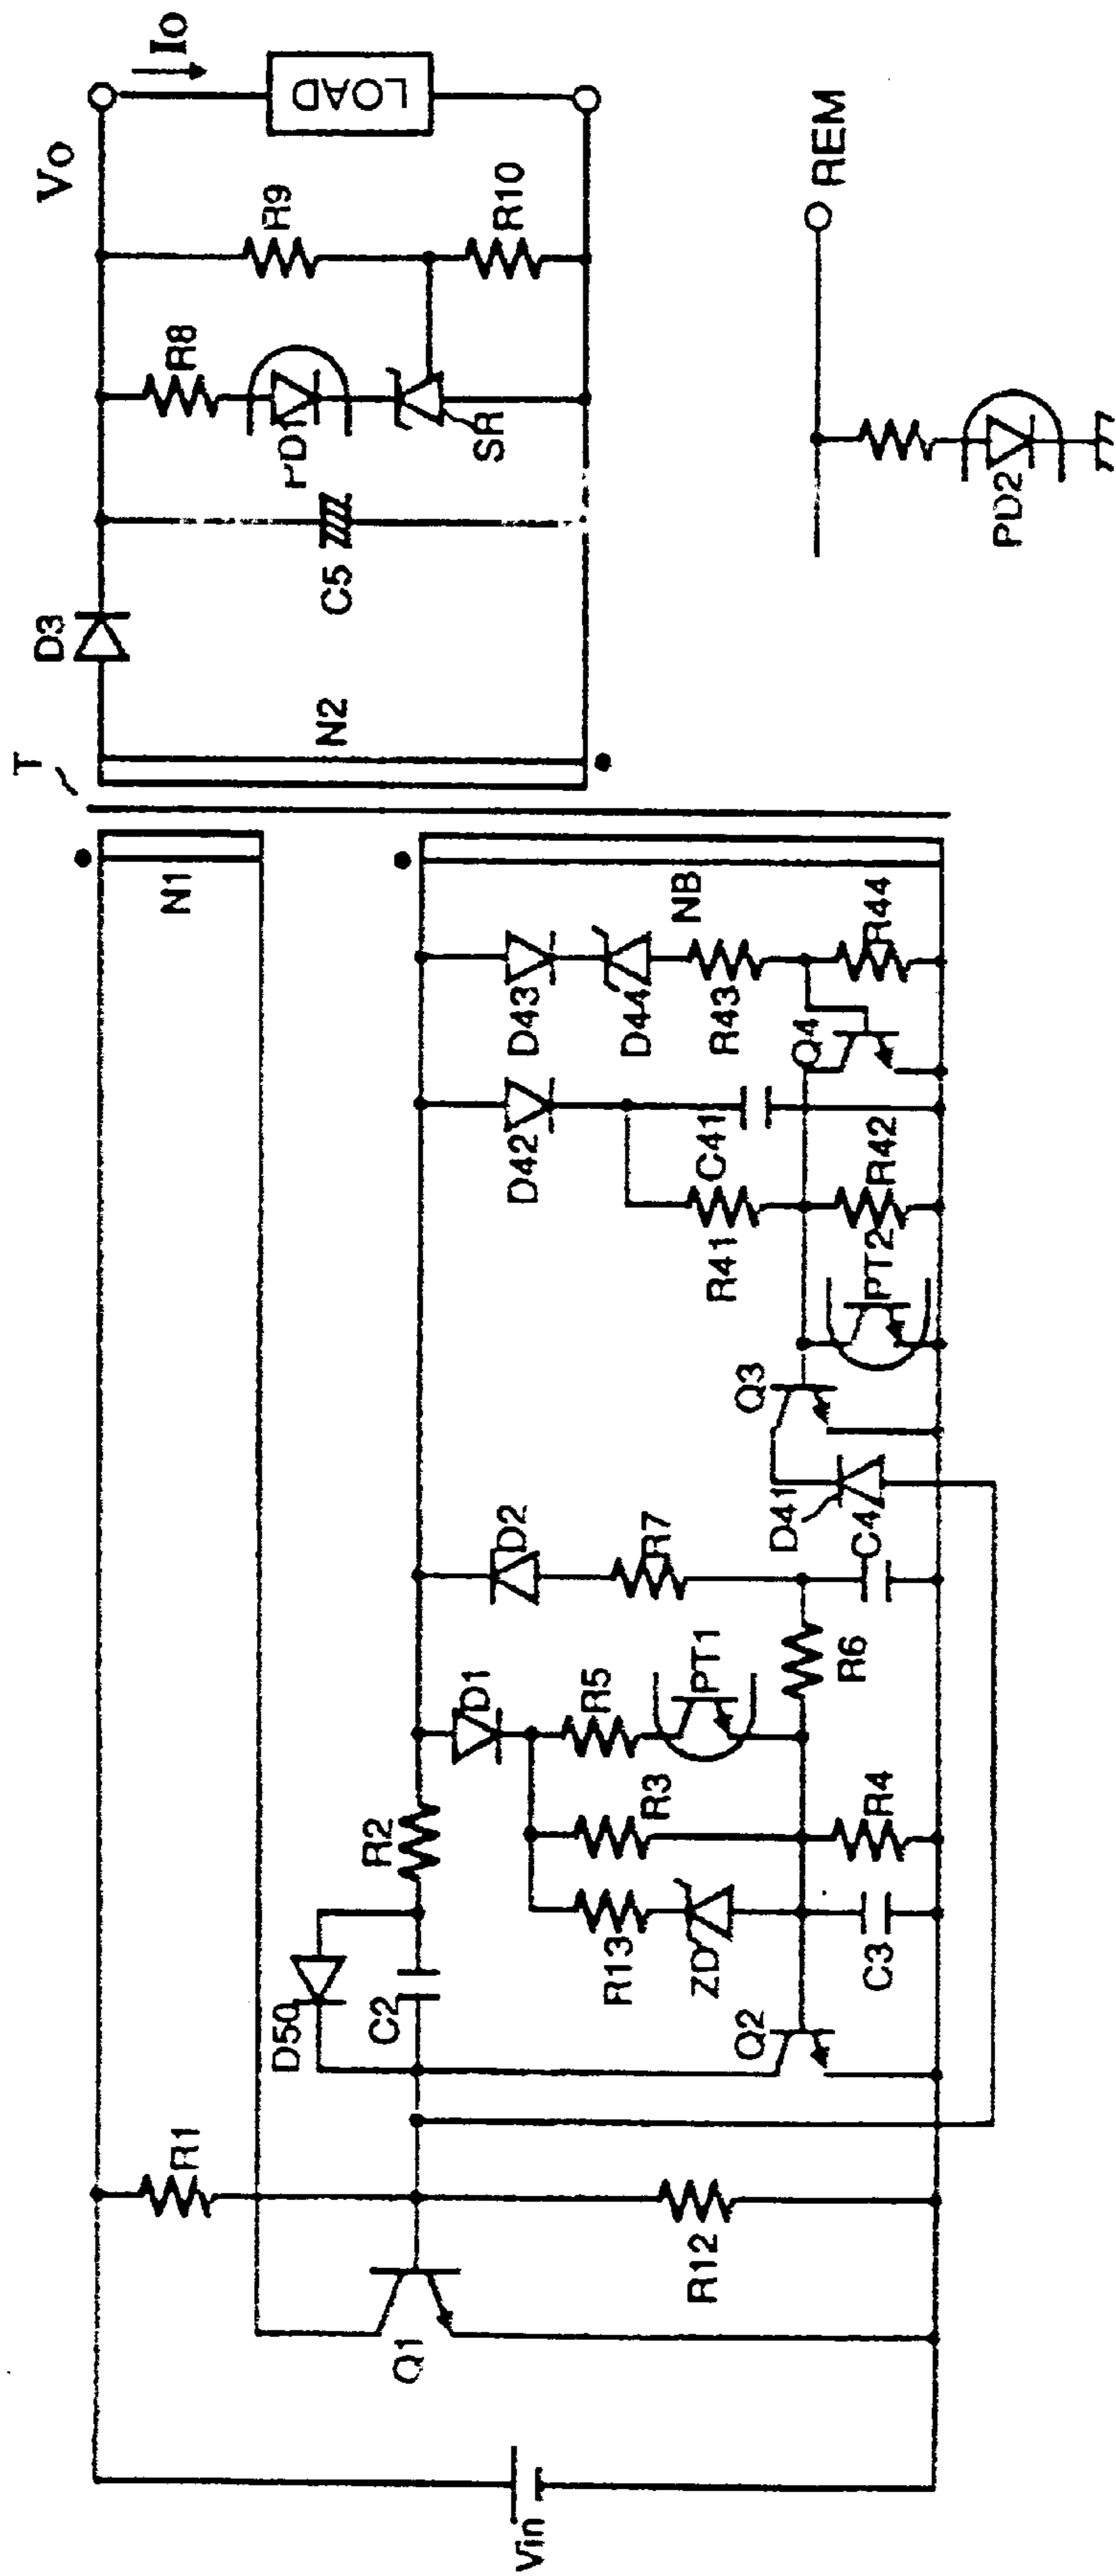 Vin
R1
Q1
R12
D50
C2
R2
Q2
D1
R13
R3
R5
ZD
PT1
C3
R4
D2
R7
R6
C4
D41
Q3
PT2
R41
R42
D42
C41
D43
D44
R43
Q4
R44
N1
NB
T
N2
D3
C5
R8
PD1
SR
R9
R10
Vo
Io
LOAD
REM
PD2